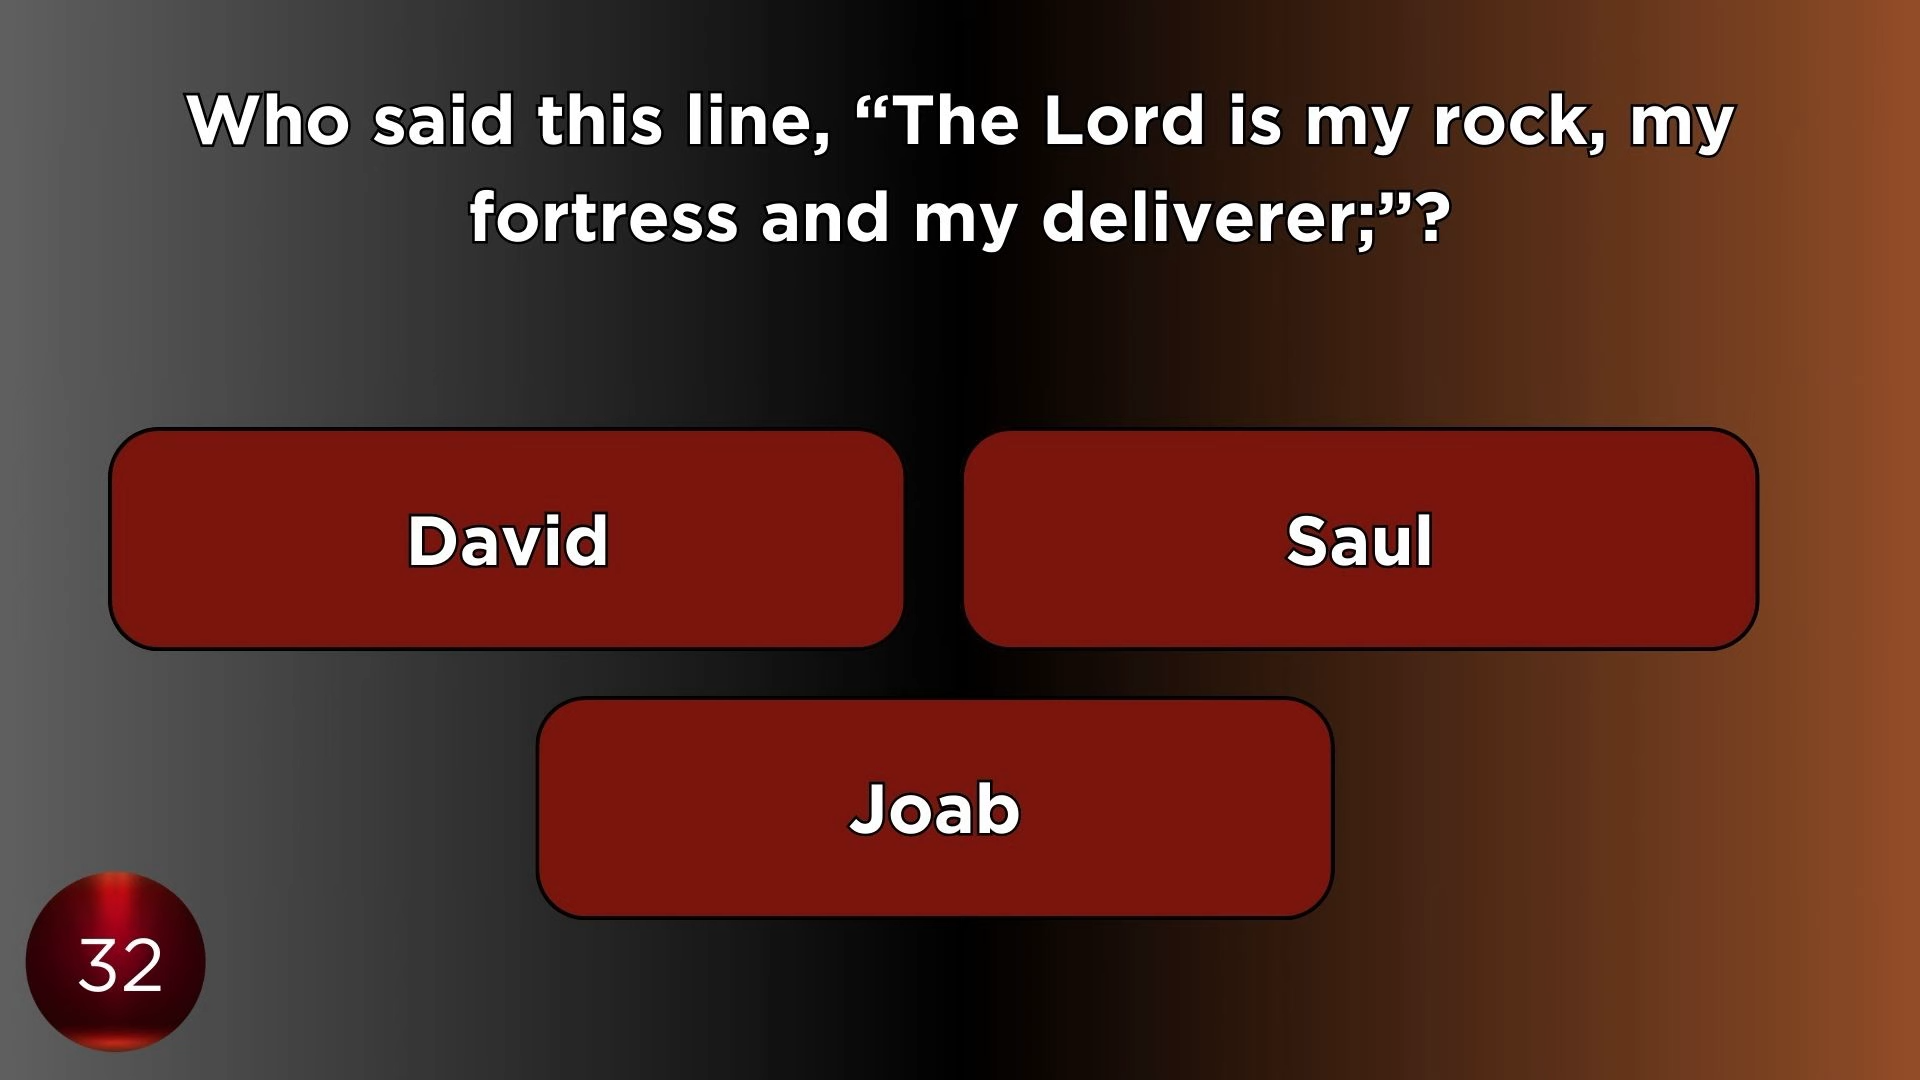 Who said this line, “The Lord is my rock, my
fortress and my deliverer;”?
David
Saul
Joab
32